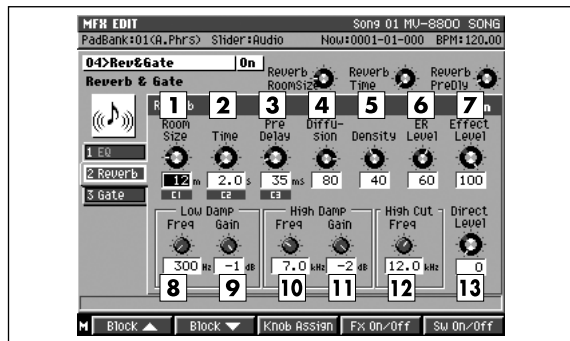 MFX EDIT Song 01 MV-8800 SONG
PadBank:01(A.Phrs) Slider:Audio Now:0001-01-000 BPM:120.00
04>Rev&Gate On
Reverb RoomSize Reverb Time Reverb PreDly
Reverb & Gate
1 2 3 4 5 6 7
Room Size Time Pre Delay Diffu-sion Density ER Level Effect Level
1 EQ
2 Reverb
3 Gate
12 m 2.0 s 35 ms 80 40 60 100
C1 C2 C3
Low Damp High Damp High Cut Direct Level
Freq Gain Freq Gain Freq
300 Hz -1 dB 7.0 kHz -2 dB 12.0 kHz 0
8 9 10 11 12 13
M Block ▲ Block ▼ Knob Assign Fx On/Off Sw On/Off